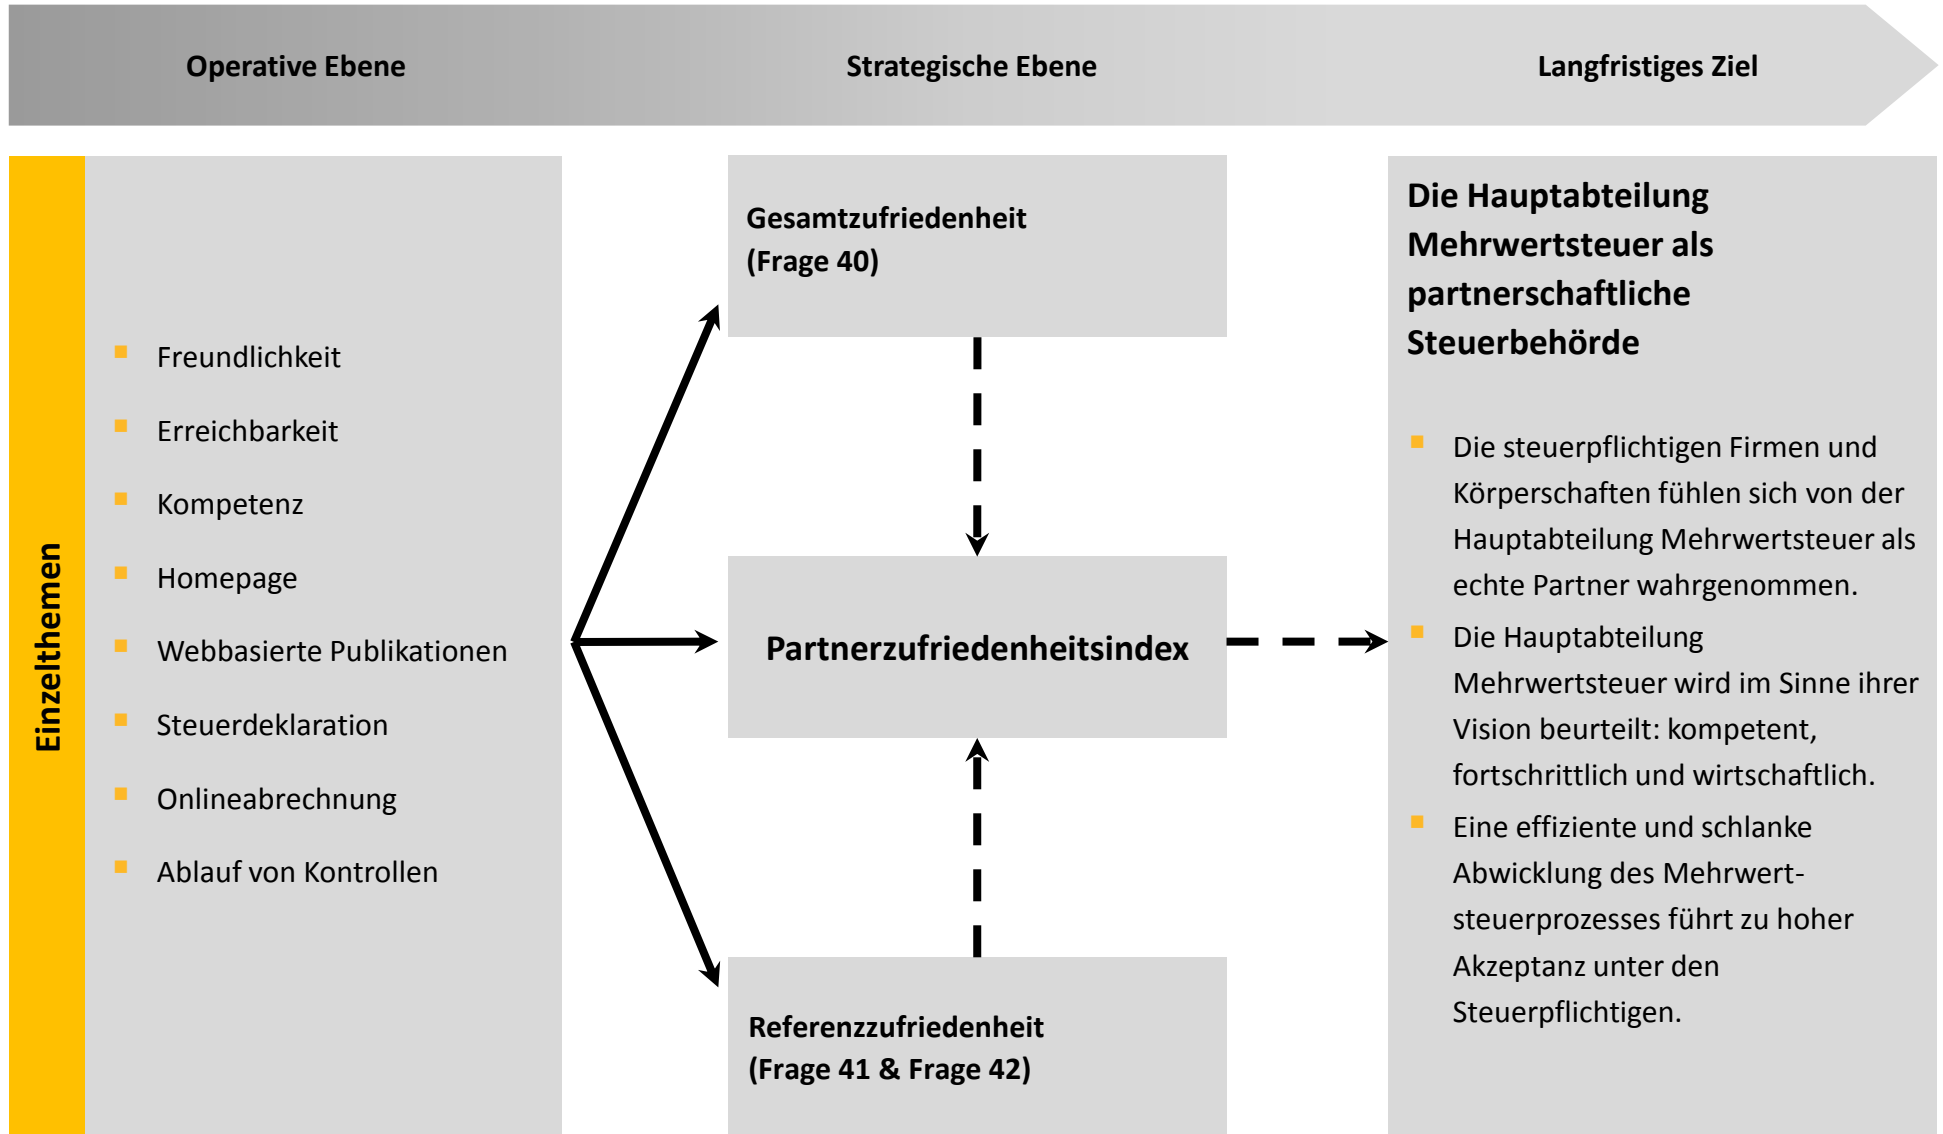 Operative Ebene
Strategische Ebene
Langfristiges Ziel
Einzelthemen
Freundlichkeit
Erreichbarkeit
Kompetenz
Homepage
Webbasierte Publikationen
Steuerdeklaration
Onlineabrechnung
Ablauf von Kontrollen
Gesamtzufriedenheit
(Frage 40)
Partnerzufriedenheitsindex
Referenzzufriedenheit
(Frage 41 & Frage 42)
Die Hauptabteilung
Mehrwertsteuer als
partnerschaftliche
Steuerbehörde
Die steuerpflichtigen Firmen und
Körperschaften fühlen sich von der
Hauptabteilung Mehrwertsteuer als
echte Partner wahrgenommen.
Die Hauptabteilung
Mehrwertsteuer wird im Sinne ihrer
Vision beurteilt: kompetent,
fortschrittlich und wirtschaftlich.
Eine effiziente und schlanke
Abwicklung des Mehrwert-
steuerprozesses führt zu hoher
Akzeptanz unter den
Steuerpflichtigen.